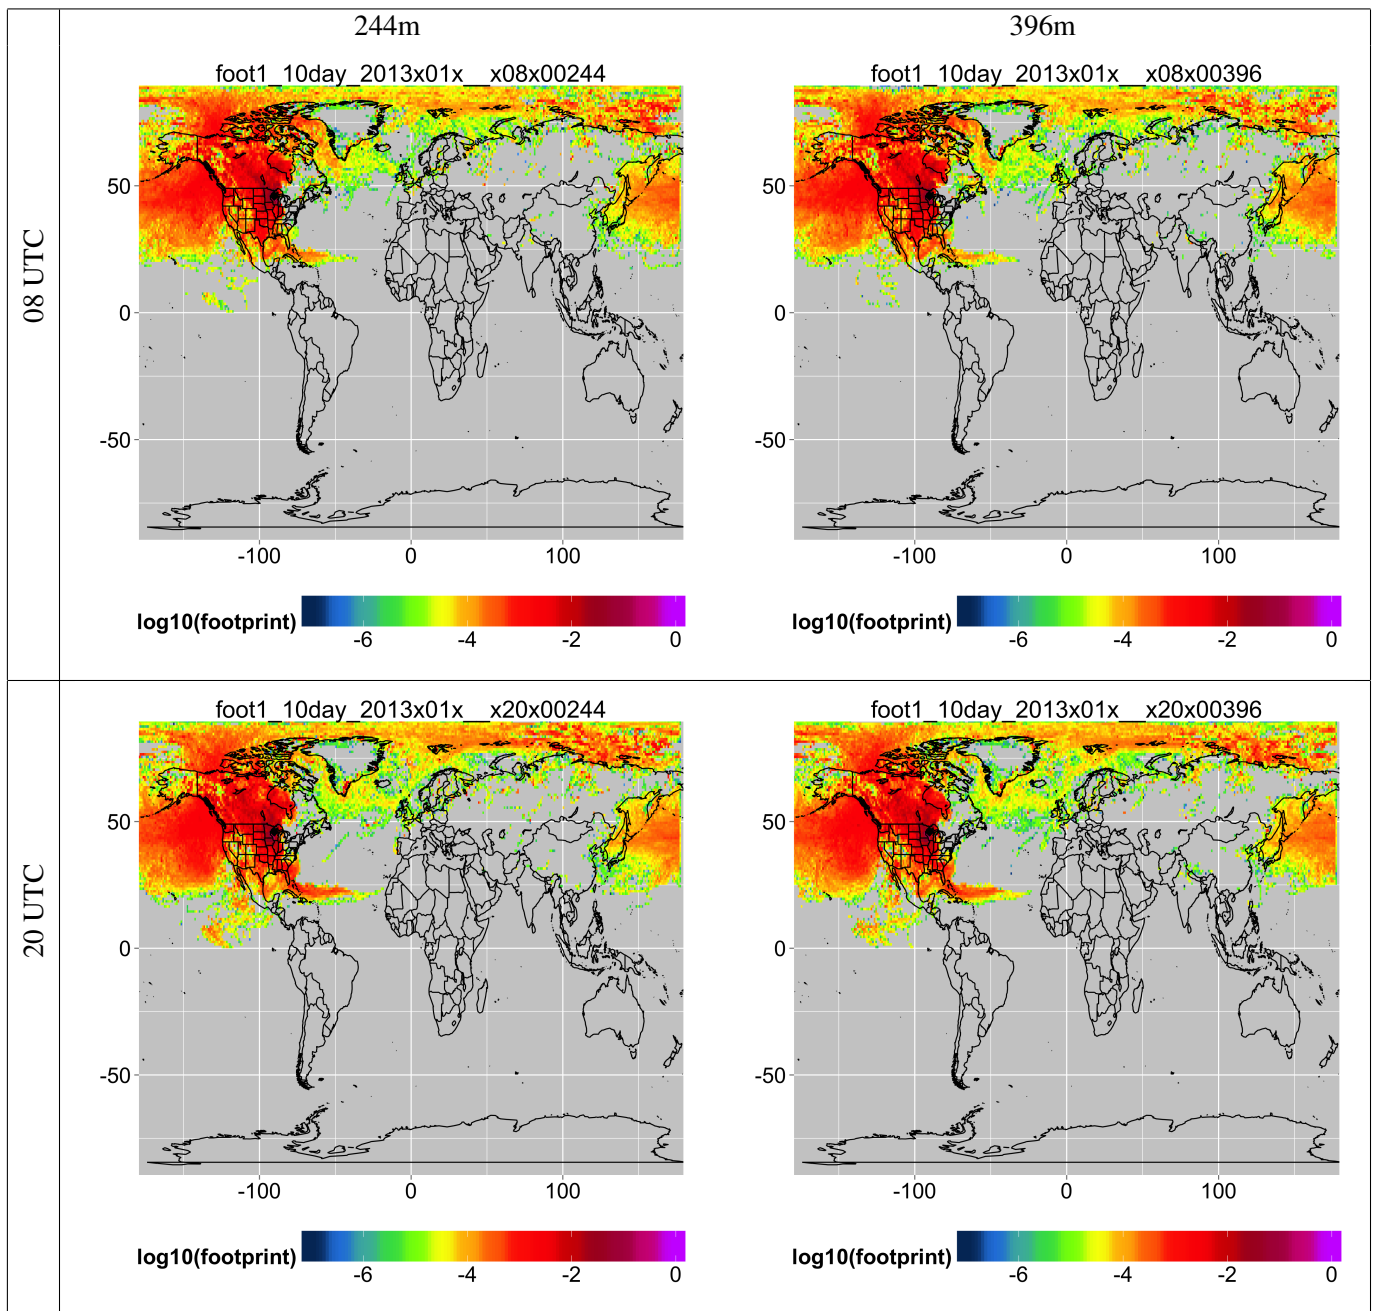 244m 396m
08 UTC
foot1_10day_2013x01x__x08x00244 foot1_10day_2013x01x__x08x00396
50 50
0 0
-50 -50
-100 0 100 -100 0 100
log10(footprint) -6 -4 -2 0 log10(footprint) -6 -4 -2 0
20 UTC
foot1_10day_2013x01x__x20x00244 foot1_10day_2013x01x__x20x00396
50 50
0 0
-50 -50
-100 0 100 -100 0 100
log10(footprint) -6 -4 -2 0 log10(footprint) -6 -4 -2 0